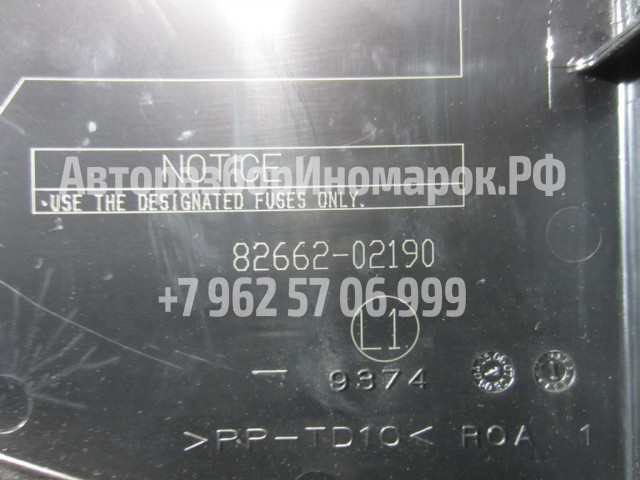 NOTICE
АвторазборИномарок.РФ
·USE THE DESIGNATED FUSES ONLY.
82662-02190
+7 962 57 06 999
L1
1 9374
>PP-TD10< ROA 1